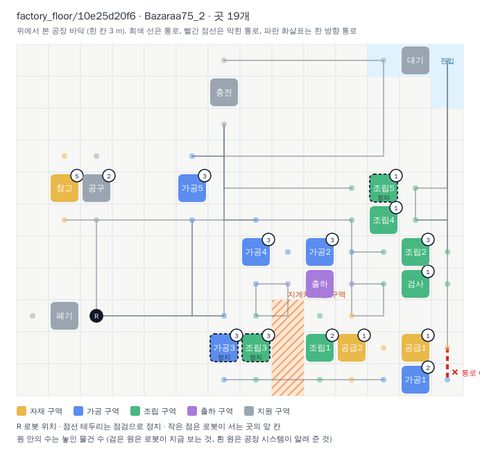 factory_floor/10e25d20f6 · Bazaraa75_2 · 곳 19개
위에서 본 공장 바닥 (한 칸 3 m). 회색 선은 통로, 빨간 점선은 막힌 통로, 파란 화살표는 한 방향 통로
대기
충전
5
2
3
1
창고
공구
가공5
조립5
정지
1
조립4
3
3
3
가공4
가공2
조립2
1
출하
검사
폐기
R
3
3
1
1
1
가공3
정지
조립3
정지
조립1
공급2
공급1
2
가공1
✕ 통로
자재 구역
가공 구역
조립 구역
출하 구역
지원 구역
R 로봇 위치 · 점선 테두리는 점검으로 정지 · 작은 점은 로봇이 서는 곳의 앞 칸
원 안의 수는 놓인 물건 수 (검은 원은 로봇이 지금 보는 것, 흰 원은 공장 시스템이 알려 준 것)